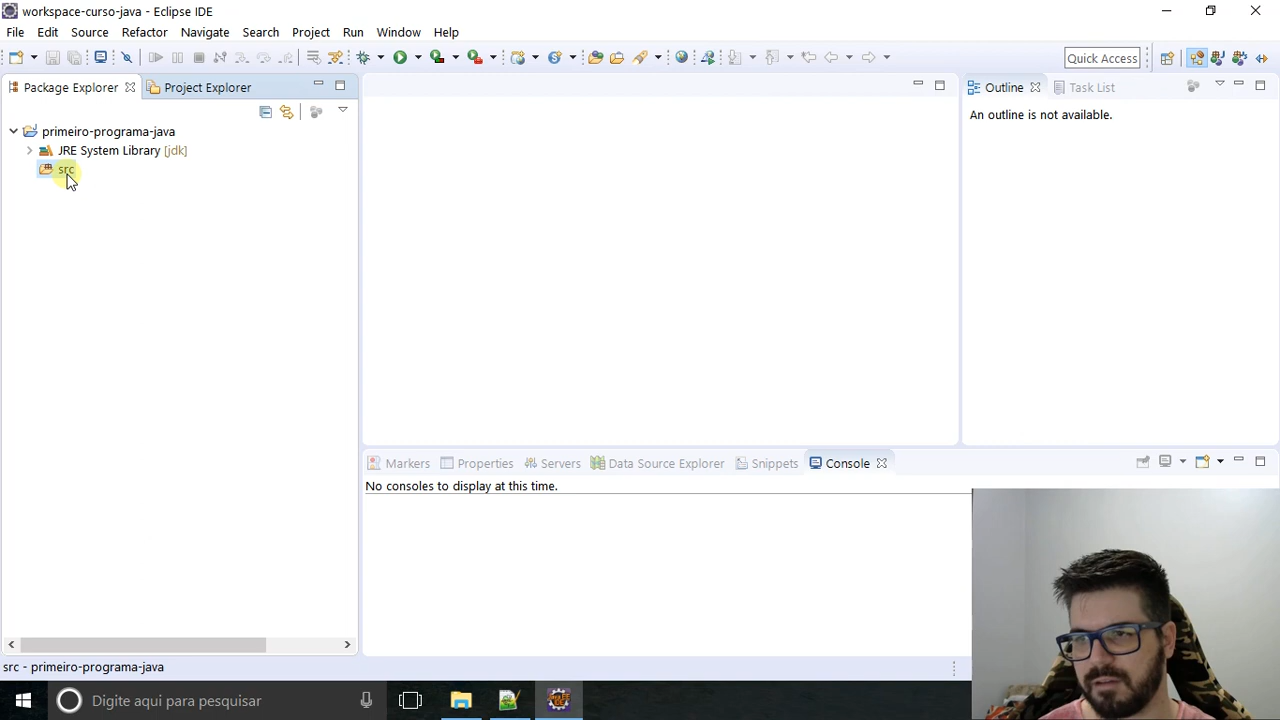 workspace-curso-java - Eclipse IDE
File Edit Source Refactor Navigate Search Project Run Window Help
Quick Access
Package Explorer Project Explorer
Outline Task List
primeiro-programa-java
An outline is not available.
JRE System Library [jdk]
src
Markers Properties Servers Data Source Explorer Snippets Console
No consoles to display at this time.
src - primeiro-programa-java
Digite aqui para pesquisar